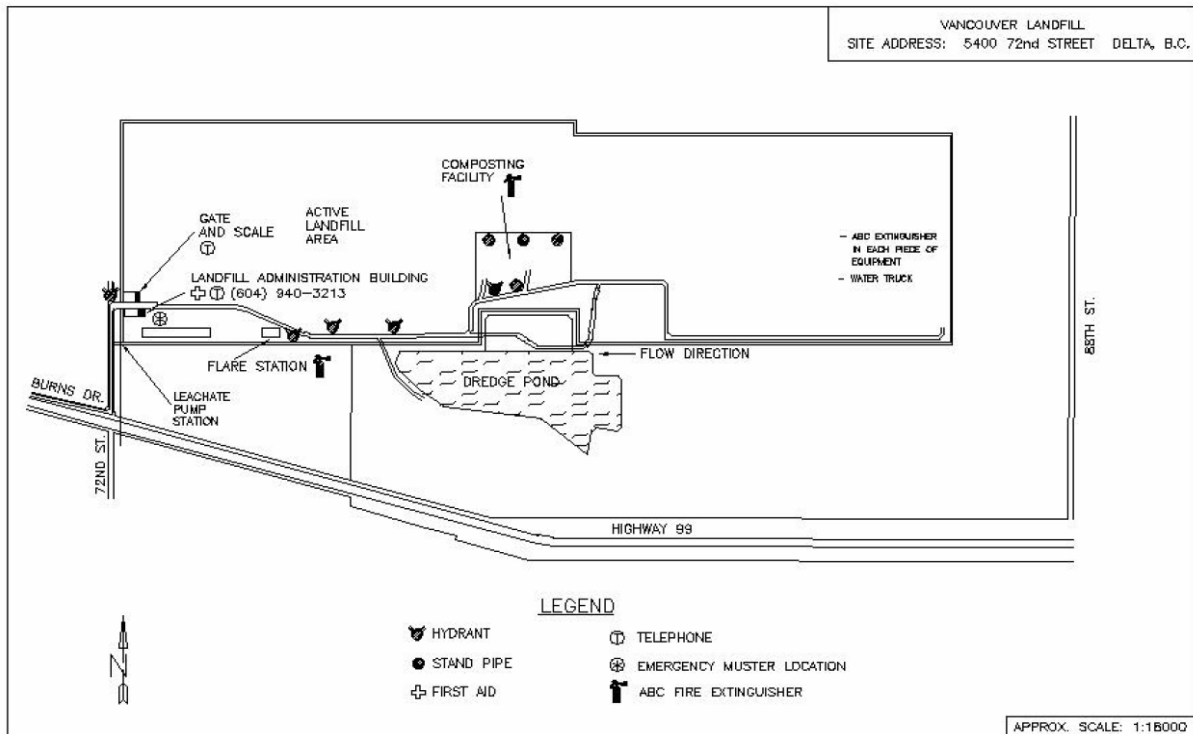 VANCOUVER LANDFILL
SITE ADDRESS: 5400 72nd STREET DELTA, B.C.
COMPOSTING
FACILITY
GATE
AND SCALE
ACTIVE
LANDFILL
AREA
LANDFILL ADMINISTRATION BUILDING
(604) 940-3213
- ABC EXTINGUISHER
IN EACH PIECE OF
EQUIPMENT
- WATER TRUCK
88TH ST.
FLARE STATION
FLOW DIRECTION
DREDGE POND
BURNS DR.
LEACHATE
PUMP
STATION
72ND ST.
HIGHWAY 99
LEGEND
HYDRANT
TELEPHONE
STAND PIPE
EMERGENCY MUSTER LOCATION
FIRST AID
ABC FIRE EXTINGUISHER
N
APPROX. SCALE: 1:18000